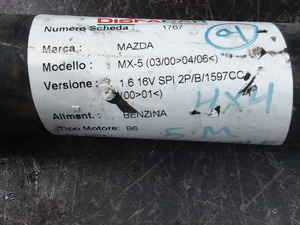 DISPACAR
Numero Scheda : 1767
Marca : MAZDA
Modello : MX-5 (03/00>04/06<)
Versione : 1.6 16V SPI 2P/B/1597CC
(00>01<)
Aliment. : BENZINA
Tipo Motore: B6
5M